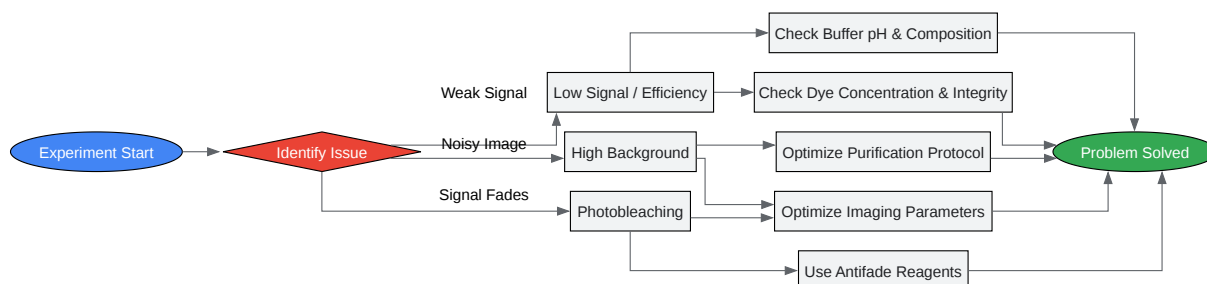 Check Buffer pH & Composition
Weak Signal
Low Signal / Efficiency
Check Dye Concentration & Integrity
Experiment Start
Identify Issue
Noisy Image
High Background
Optimize Purification Protocol
Problem Solved
Signal Fades
Photobleaching
Optimize Imaging Parameters
Use Antifade Reagents